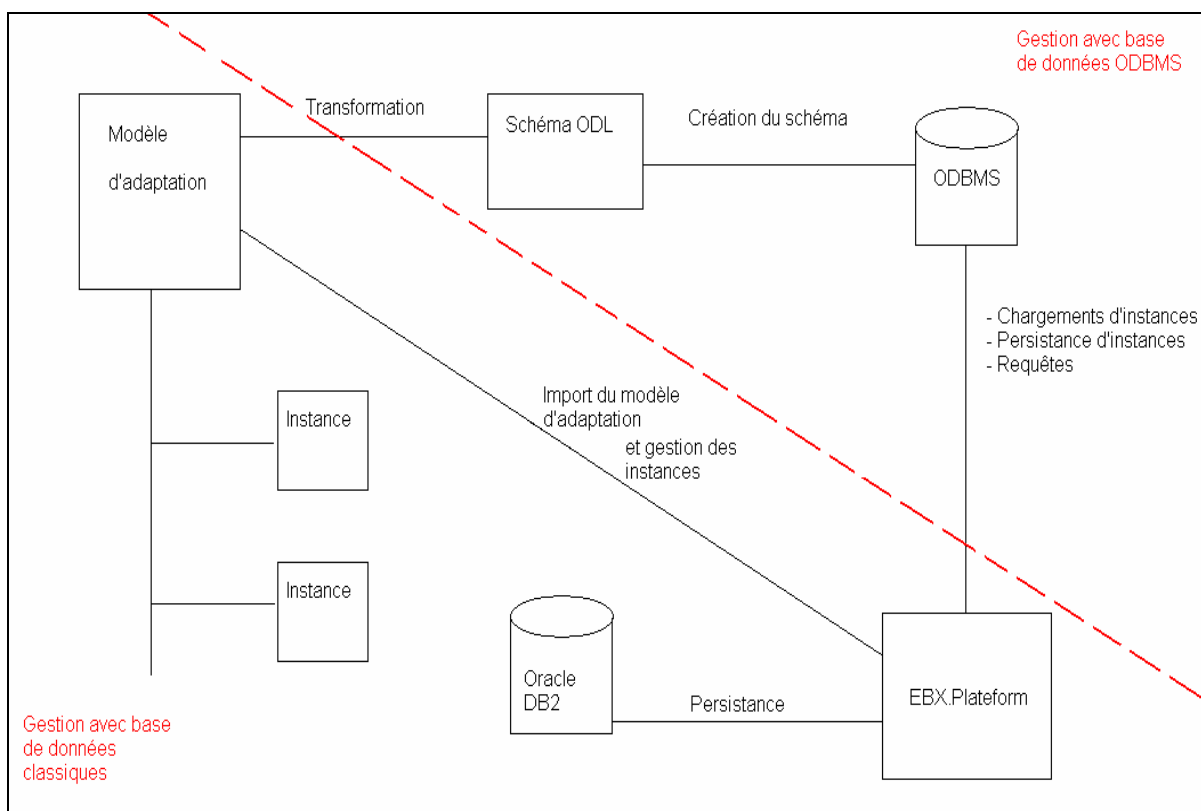 Gestion avec base
de données ODBMS
Transformation
Modèle
d'adaptation
Schéma ODL
Création du schéma
ODBMS
- Chargements d'instances
- Persistance d'instances
- Requêtes
Import du modèle
d'adaptation
et gestion des
instances
Instance
Instance
Oracle
DB2
Persistance
EBX.Plateform
Gestion avec base
de données
classiques